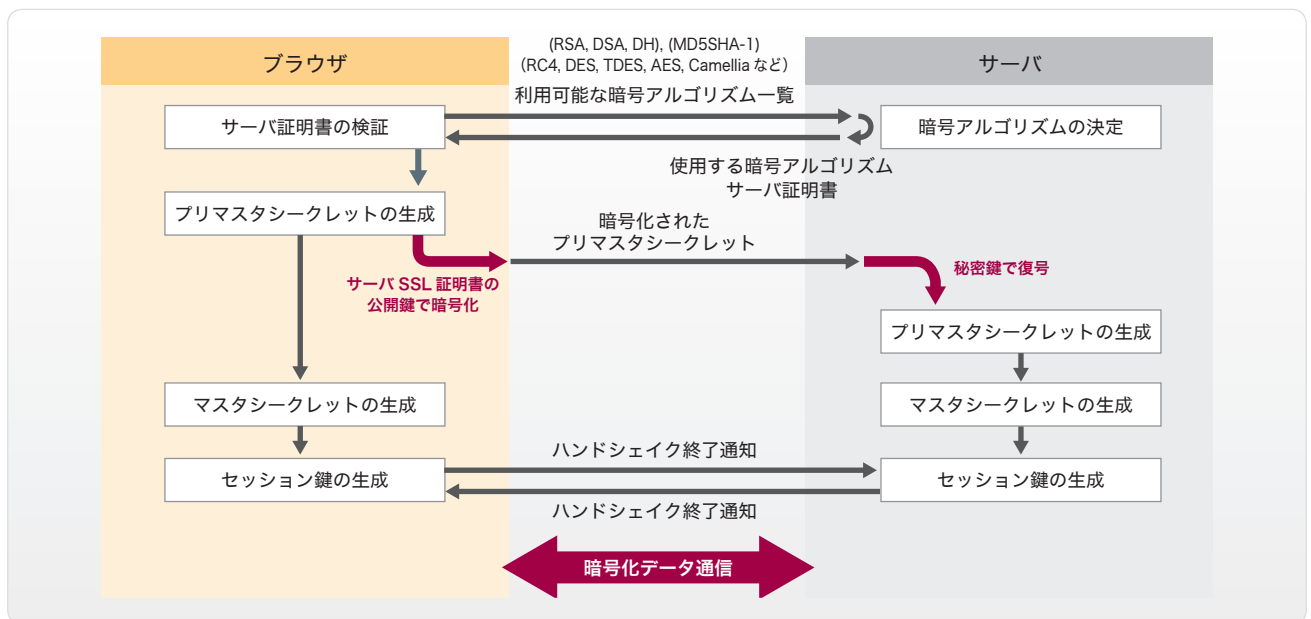 ブラウザ
(RSA, DSA, DH), (MD5SHA-1)
（RC4, DES, TDES, AES, Camellia など）
利用可能な暗号アルゴリズム一覧
サーバ
サーバ証明書の検証
暗号アルゴリズムの決定
使用する暗号アルゴリズム
サーバ証明書
プリマスタシークレットの生成
暗号化された
プリマスタシークレット
サーバ SSL 証明書の
公開鍵で暗号化
秘密鍵で復号
プリマスタシークレットの生成
マスタシークレットの生成
マスタシークレットの生成
ハンドシェイク終了通知
セッション鍵の生成
セッション鍵の生成
ハンドシェイク終了通知
暗号化データ通信